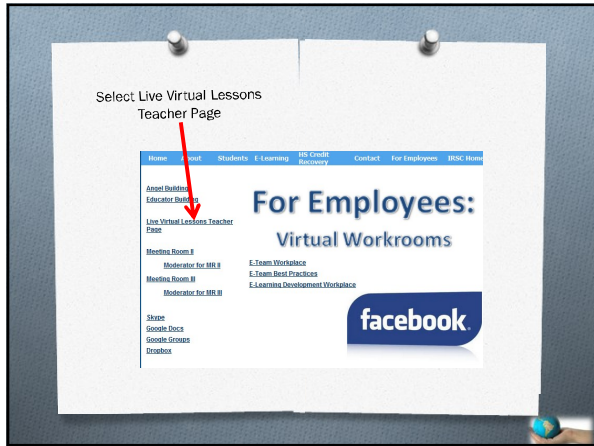 Select Live Virtual Lessons
Teacher Page
Home About Students E-Learning HS Credit Recovery Contact For Employees IRSC Home
Angel Building
Educator Building
Live Virtual Lessons Teacher
Page
Meeting Room II
Moderator for MR II
Meeting Room III
Moderator for MR III
Skype
Google Docs
Google Groups
Dropbox
For Employees:
Virtual Workrooms
E-Team Workplace
E-Team Best Practices
E-Learning Development Workplace
facebook